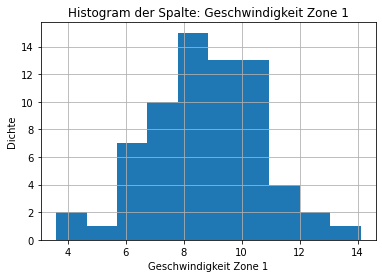 Histogram der Spalte: Geschwindigkeit Zone 1
14
12
10
8
6
4
2
0
Dichte
4 6 8 10 12 14
Geschwindigkeit Zone 1